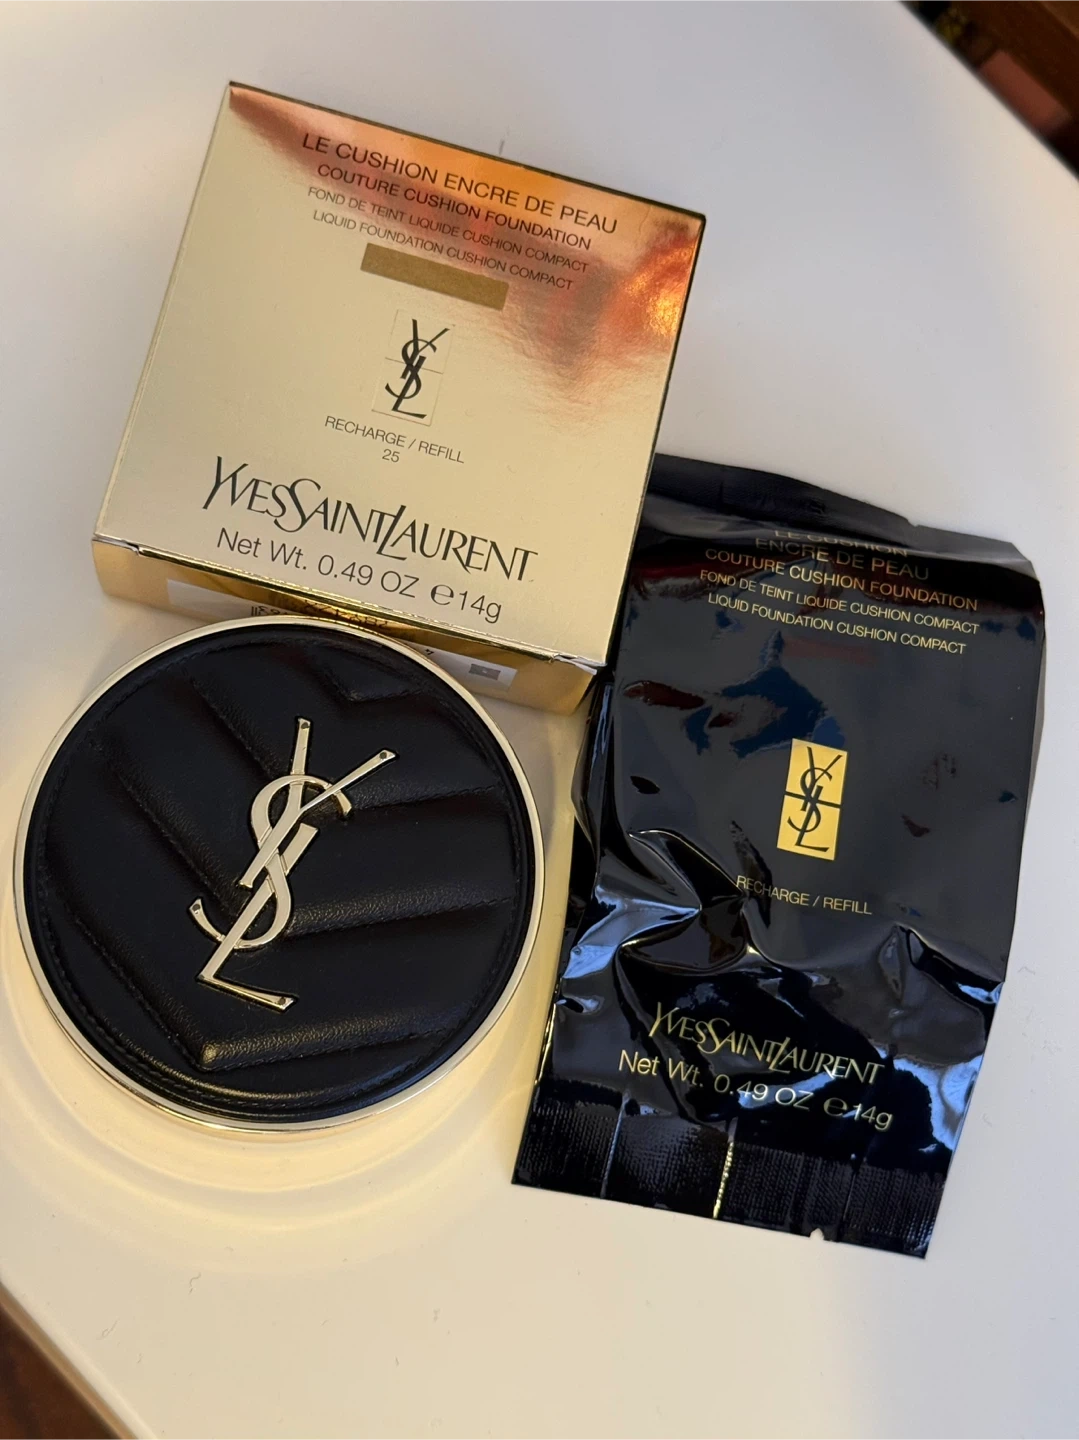 LE CUSHION ENCRE DE PEAU
COUTURE CUSHION FOUNDATION
FOND DE TEINT LIQUIDE CUSHION COMPACT
LIQUID FOUNDATION CUSHION COMPACT
YSL
RECHARGE / REFILL
25
YVESSAINTLAURENT
Net Wt. 0.49 OZ ℮14g
YSL
LE CUSHION
ENCRE DE PEAU
COUTURE CUSHION FOUNDATION
FOND DE TEINT LIQUIDE CUSHION COMPACT
LIQUID FOUNDATION CUSHION COMPACT
YSL
RECHARGE / REFILL
YVESSAINTLAURENT
Net Wt. 0.49 OZ ℮14g